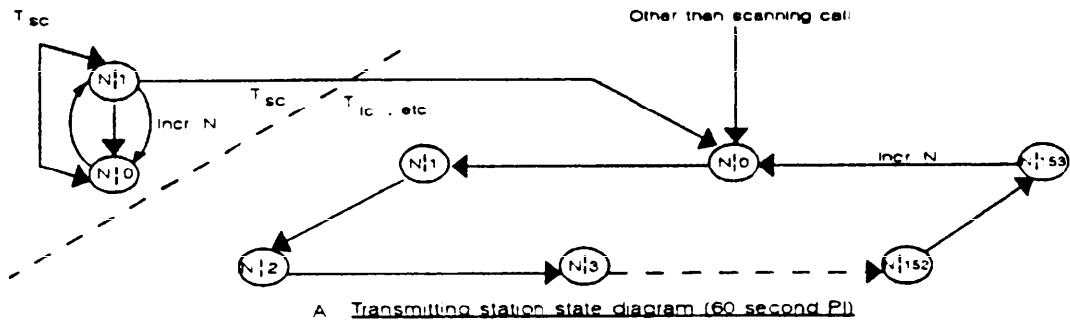 T sc
Other than scanning call
N 1
Incr N
T sc
T lc, etc
N 0
N 1
N 0
Incr N
N 153
N 2
N 3
N 152
A Transmitting station state diagram (60 second PI)